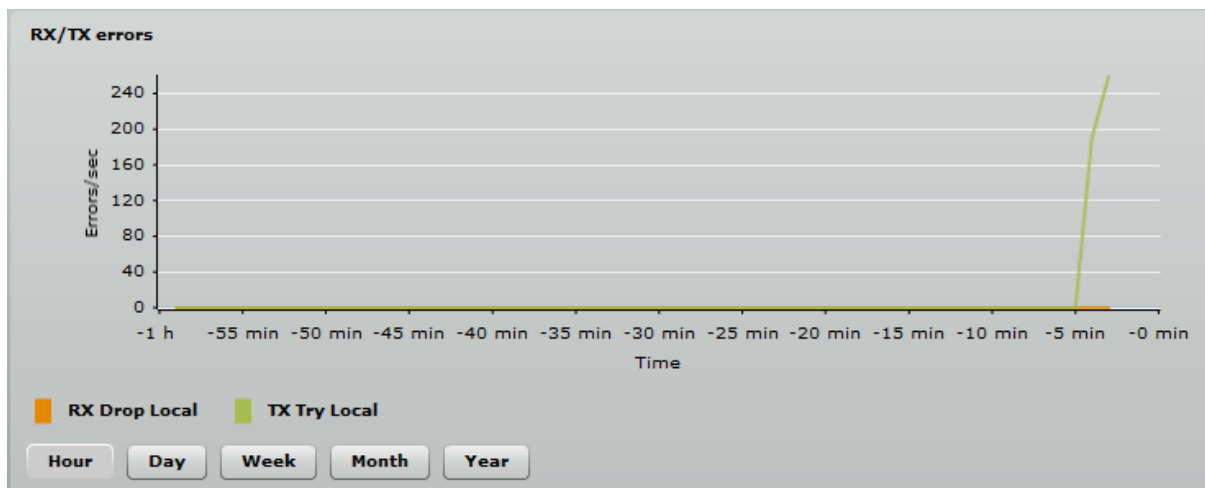 RX/TX errors
240
200
160
120
80
40
0
Errors/sec
-1 h -55 min -50 min -45 min -40 min -35 min -30 min -25 min -20 min -15 min -10 min -5 min -0 min
Time
RX Drop Local TX Try Local
Hour Day Week Month Year